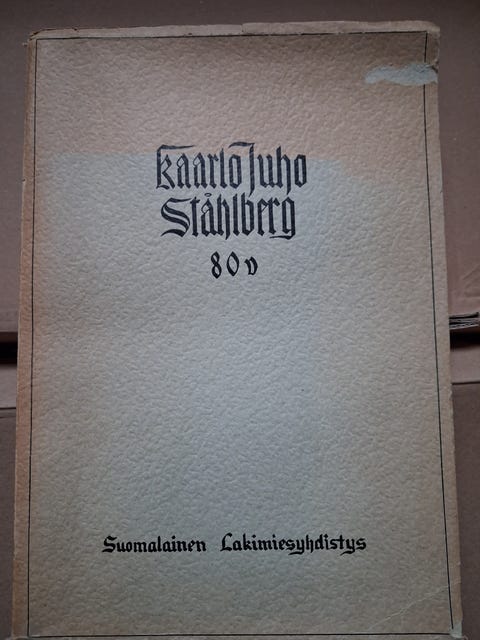 Kaarlo Juho
Ståhlberg
80 v
Suomalainen Lakimiesyhdistys